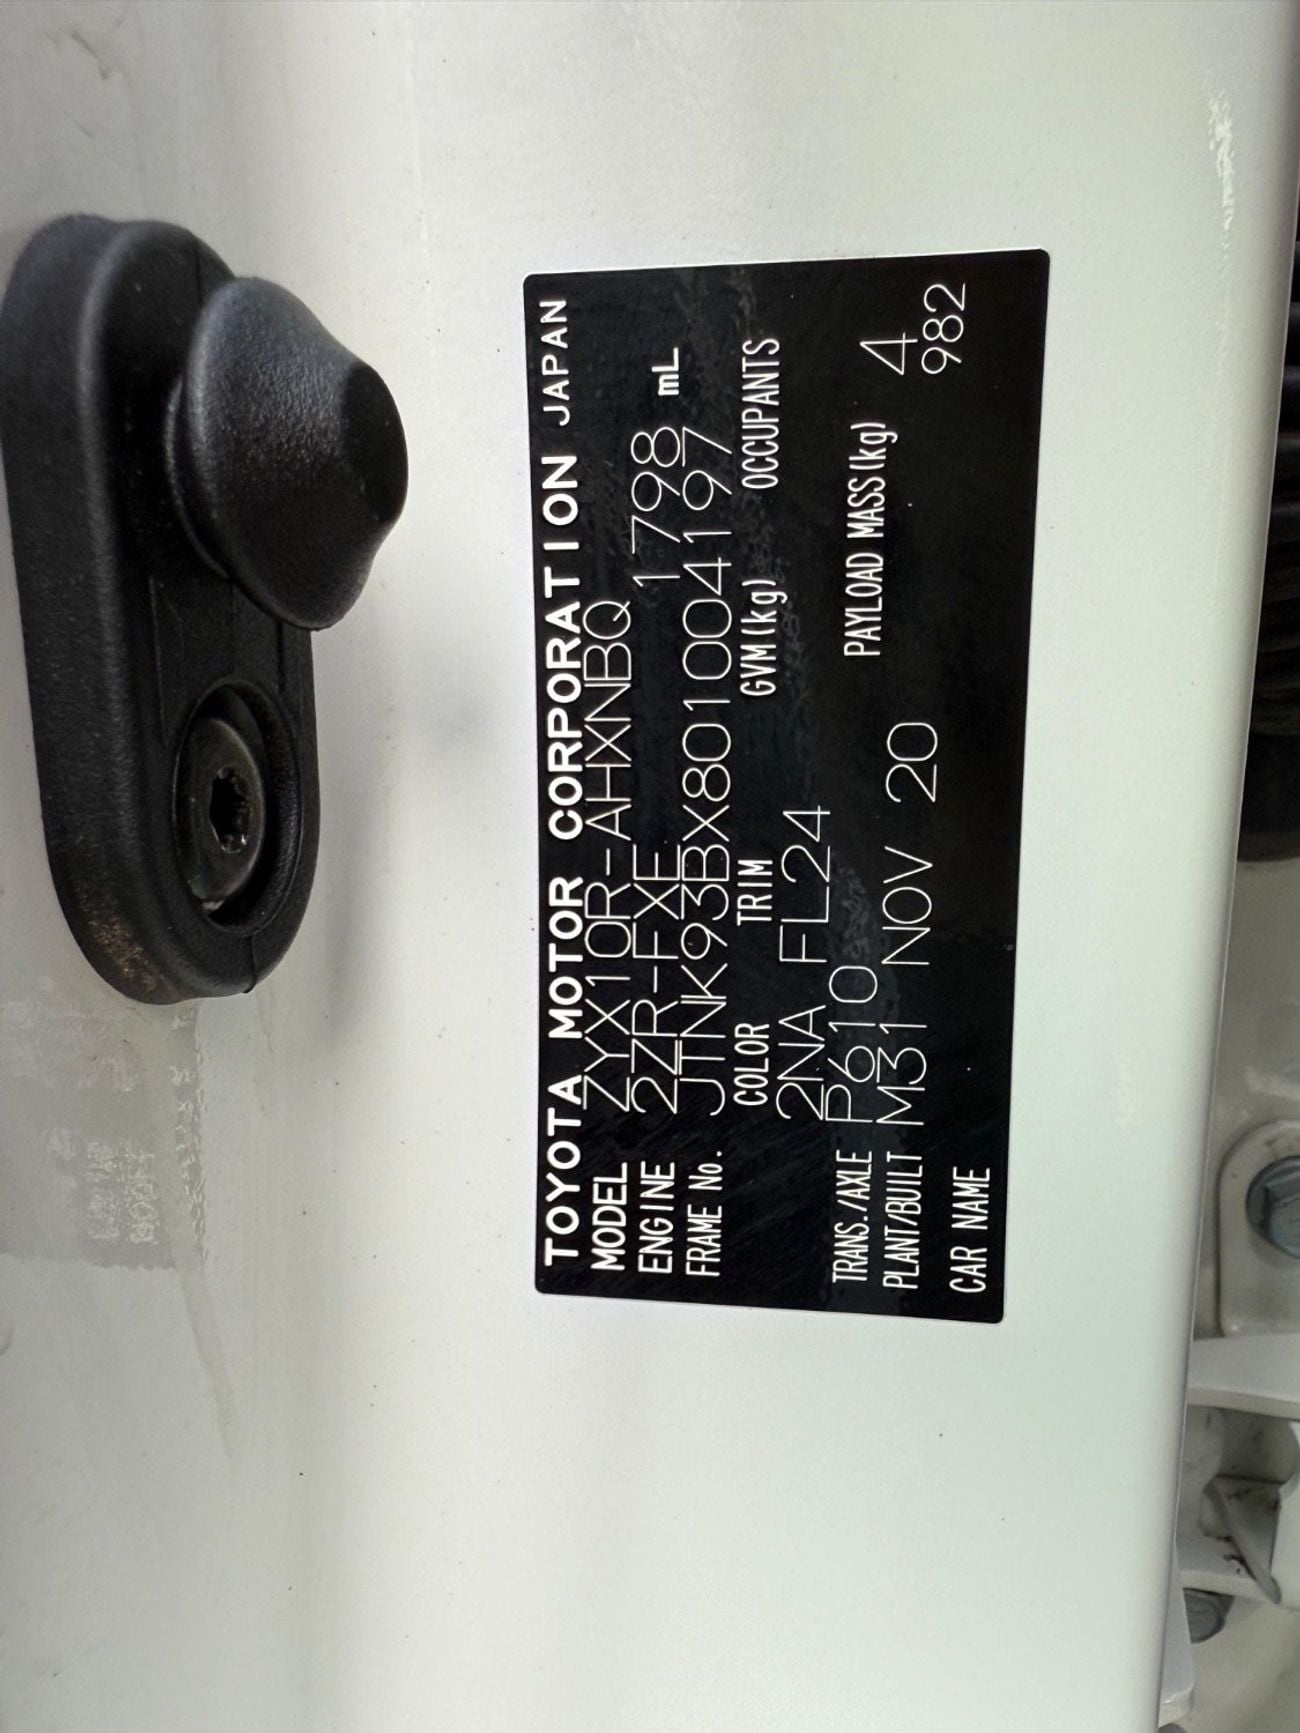 TOYOTA MOTOR CORPORATION JAPAN
MODEL ZYX10R-AHXNBQ
ENGINE 2ZR-FXE 1798 mL
FRAME No. JTNK93BX801004197
COLOR TRIM GVM(kg) OCCUPANTS
2NA FL24
TRANS./AXLE P610 PAYLOAD MASS(kg) 4
PLANT/BUILT M31 NOV 20 982
CAR NAME